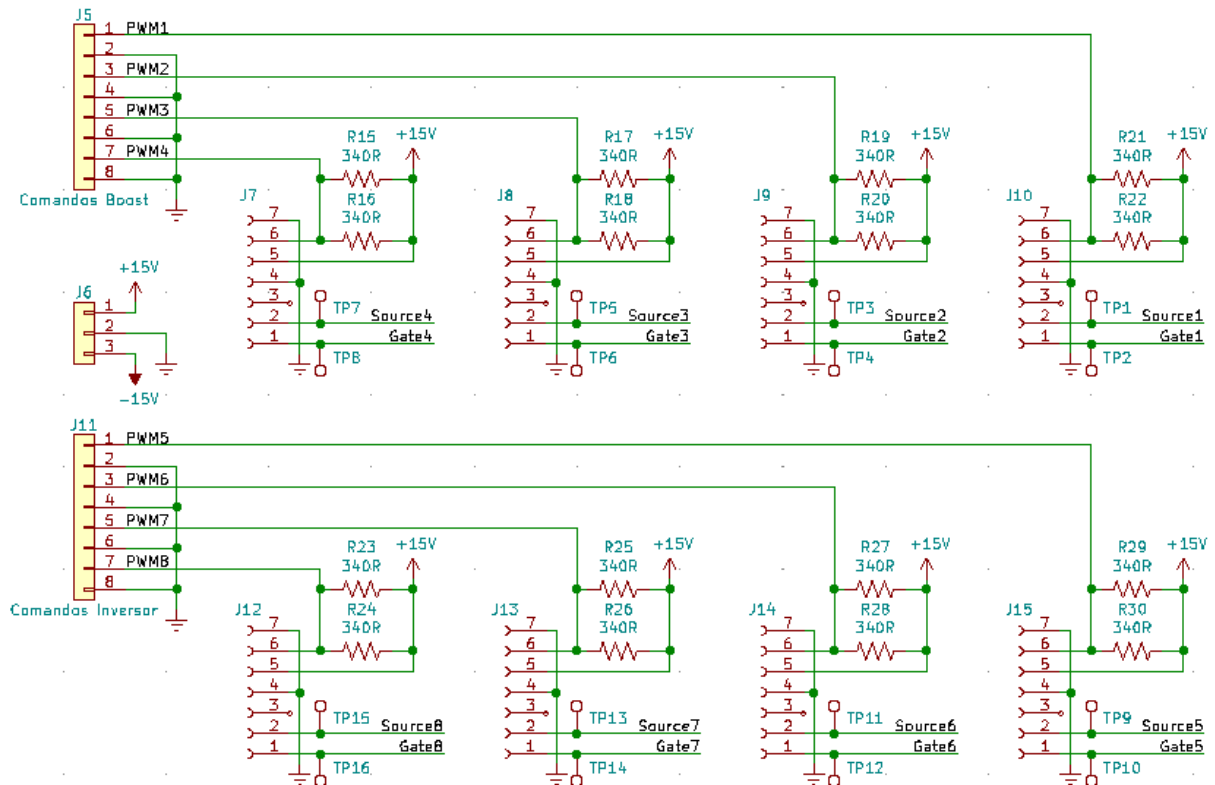 J5
1 PWM1
2
3 PWM2
4
5 PWM3
6
7 PWM4
8
Comandos Boost
R15
340R
+15V
R16
340R
J7
7
6
5
4
3
2
1
TP7
Source4
Gate4
TP8
R17
340R
+15V
R18
340R
J8
7
6
5
4
3
2
1
TP5
Source3
Gate3
TP6
R19
340R
+15V
R20
340R
J9
7
6
5
4
3
2
1
TP3
Source2
Gate2
TP4
R21
340R
+15V
R22
340R
J10
7
6
5
4
3
2
1
TP1
Source1
Gate1
TP2
+15V
J6
1
2
3
-15V
J11
1 PWM5
2
3 PWM6
4
5 PWM7
6
7 PWM8
8
Comandos Inversor
R23
340R
+15V
R24
340R
J12
7
6
5
4
3
2
1
TP15
Source8
Gate8
TP16
R25
340R
+15V
R26
340R
J13
7
6
5
4
3
2
1
TP13
Source7
Gate7
TP14
R27
340R
+15V
R28
340R
J14
7
6
5
4
3
2
1
TP11
Source6
Gate6
TP12
R29
340R
+15V
R30
340R
J15
7
6
5
4
3
2
1
TP9
Source5
Gate5
TP10